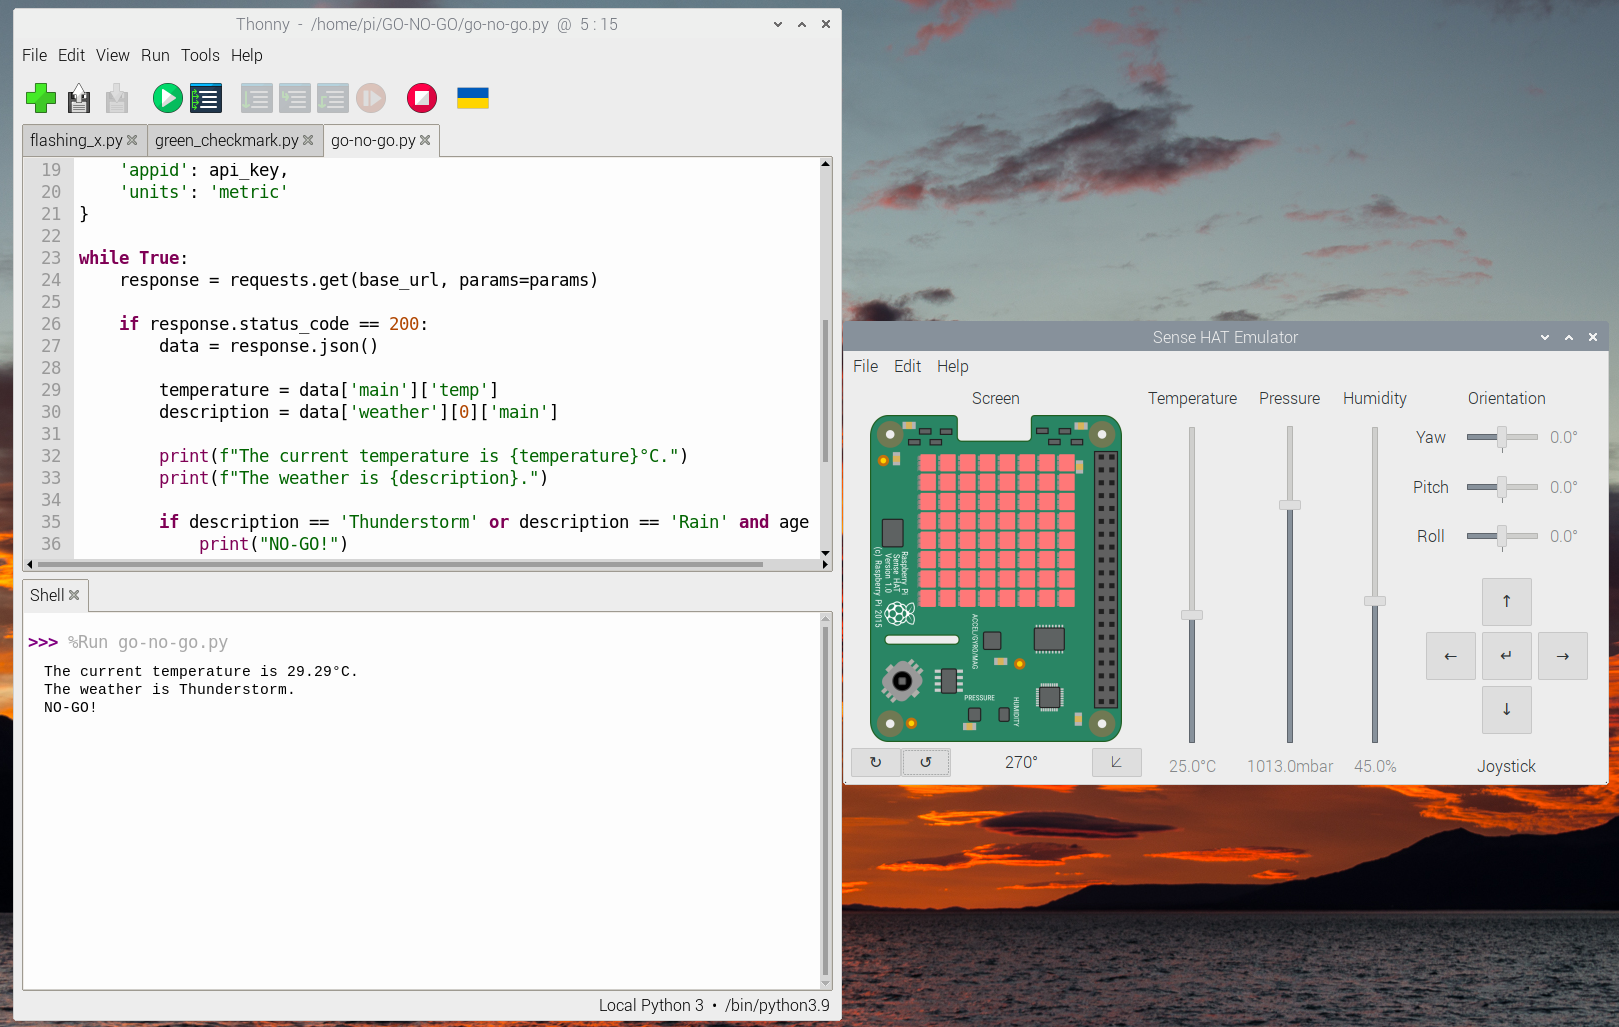 Thonny - /home/pi/GO-NO-GO/go-no-go.py @ 5 : 15
File Edit View Run Tools Help
flashing_x.py green_checkmark.py go-no-go.py
19 'appid': api_key,
20 'units': 'metric'
21 }
22
23 while True:
24 response = requests.get(base_url, params=params)
25
26 if response.status_code == 200:
27 data = response.json()
28
29 temperature = data['main']['temp']
30 description = data['weather'][0]['main']
31
32 print(f"The current temperature is {temperature}°C.")
33 print(f"The weather is {description}.")
34
35 if description == 'Thunderstorm' or description == 'Rain' and age
36 print("NO-GO!")
Shell
>>> %Run go-no-go.py
The current temperature is 29.29°C.
The weather is Thunderstorm.
NO-GO!
Local Python 3 • /bin/python3.9
Sense HAT Emulator
File Edit Help
Screen
Temperature Pressure Humidity
Orientation
Yaw 0.0°
Pitch 0.0°
Roll 0.0°
Raspberry Pi
Sense HAT
Version 1.0
(c) Raspberry Pi 2015
ACCEL/GYRO/MAG
PRESSURE
HUMIDITY
↑
← ↵ →
↓
↻ ↺ 270°
25.0°C 1013.0mbar 45.0%
Joystick